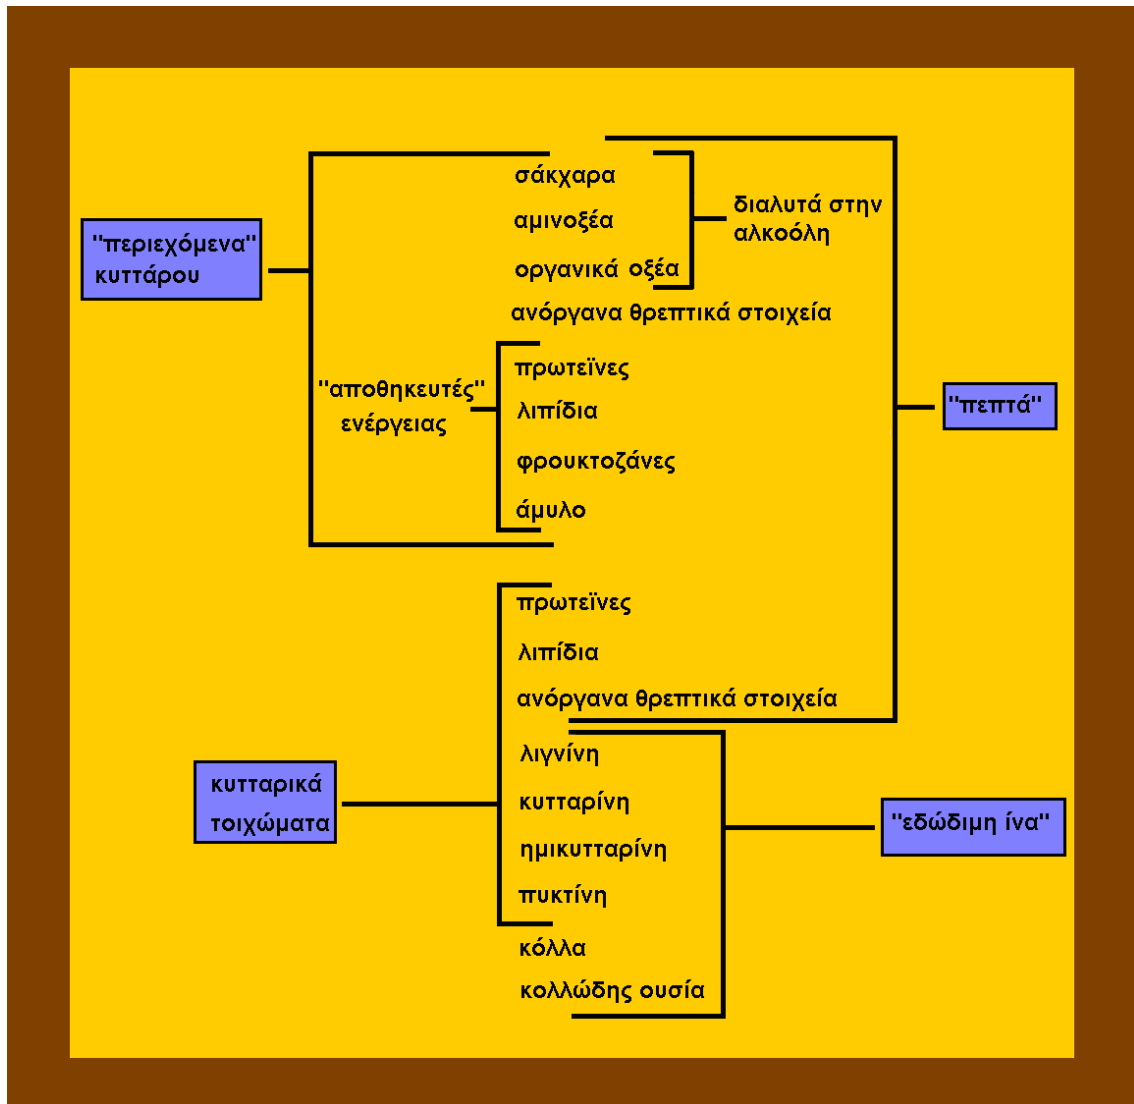 σάκχαρα
αμινοξέα
οργανικά οξέα
διαλυτά στην
αλκοόλη
"περιεχόμενα"
κυττάρου
ανόργανα θρεπτικά στοιχεία
"αποθηκευτές"
ενέργειας
πρωτεϊνες
λιπίδια
φρουκτοζάνες
άμυλο
"πεπτά"
πρωτεϊνες
λιπίδια
ανόργανα θρεπτικά στοιχεία
λιγνίνη
κυτταρίνη
ημικυτταρίνη
πυκτίνη
κυτταρικά
τοιχώματα
"εδώδιμη ίνα"
κόλλα
κολλώδης ουσία